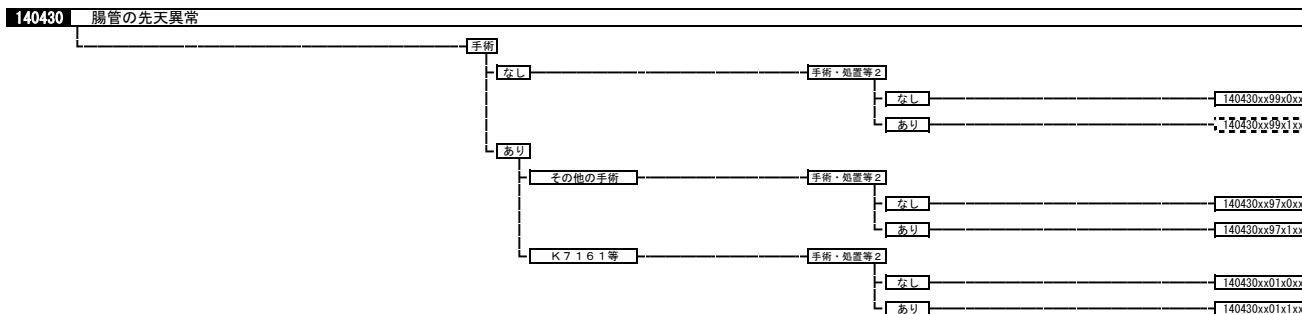 140430 腸管の先天異常
手術
なし 手術・処置等2
なし 140430xx99x0xx
あり 140430xx99x1xx
あり
その他の手術 手術・処置等2
なし 140430xx97x0xx
あり 140430xx97x1xx
K7161等 手術・処置等2
なし 140430xx01x0xx
あり 140430xx01x1xx